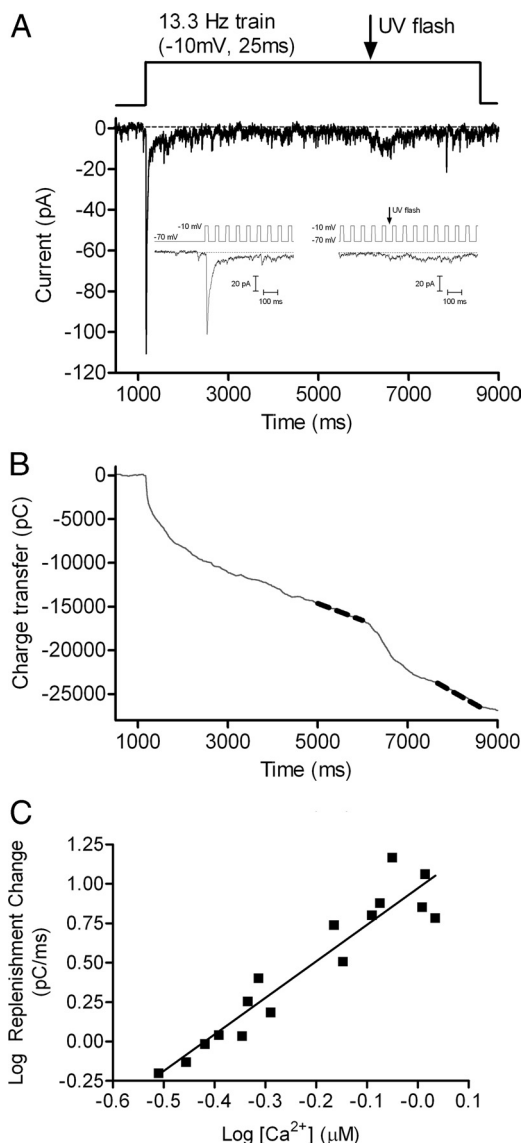 A
13.3 Hz train
(-10mV, 25ms)
UV flash
0
-20
-40
-60
-80
-100
-120
Current (pA)
-10 mV
-70 mV
20 pA
100 ms
UV flash
-10 mV
-70 mV
20 pA
100 ms
1000 3000 5000 7000 9000
Time (ms)
B
0
-5000
-10000
-15000
-20000
-25000
Charge transfer (pC)
1000 3000 5000 7000 9000
Time (ms)
C
1.25
1.00
0.75
0.50
0.25
0.00
-0.25
Log Replenishment Change
(pC/ms)
-0.6 -0.5 -0.4 -0.3 -0.2 -0.1 -0.0 0.1
Log [Ca2+] (μM)